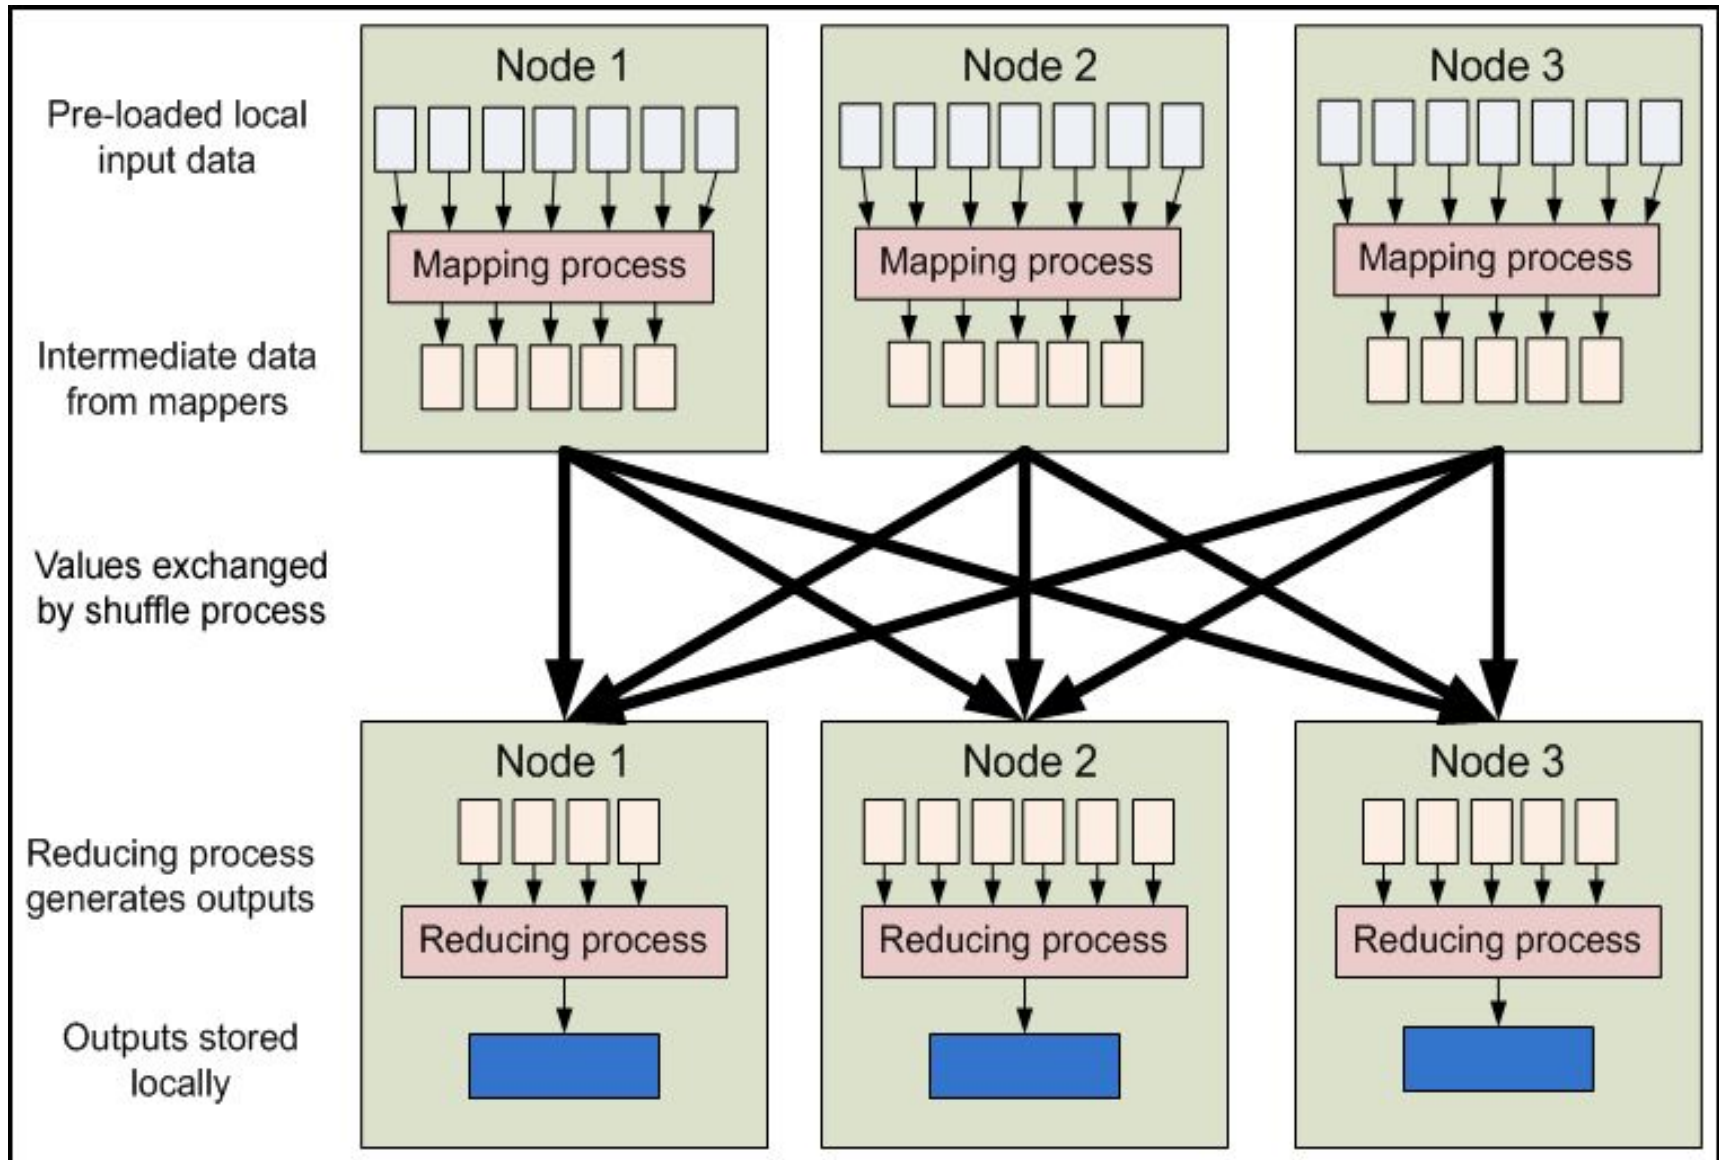 Node 1
Node 2
Node 3
Pre-loaded local
input data
Mapping process
Mapping process
Mapping process
Intermediate data
from mappers
Values exchanged
by shuffle process
Node 1
Node 2
Node 3
Reducing process
generates outputs
Reducing process
Reducing process
Reducing process
Outputs stored
locally